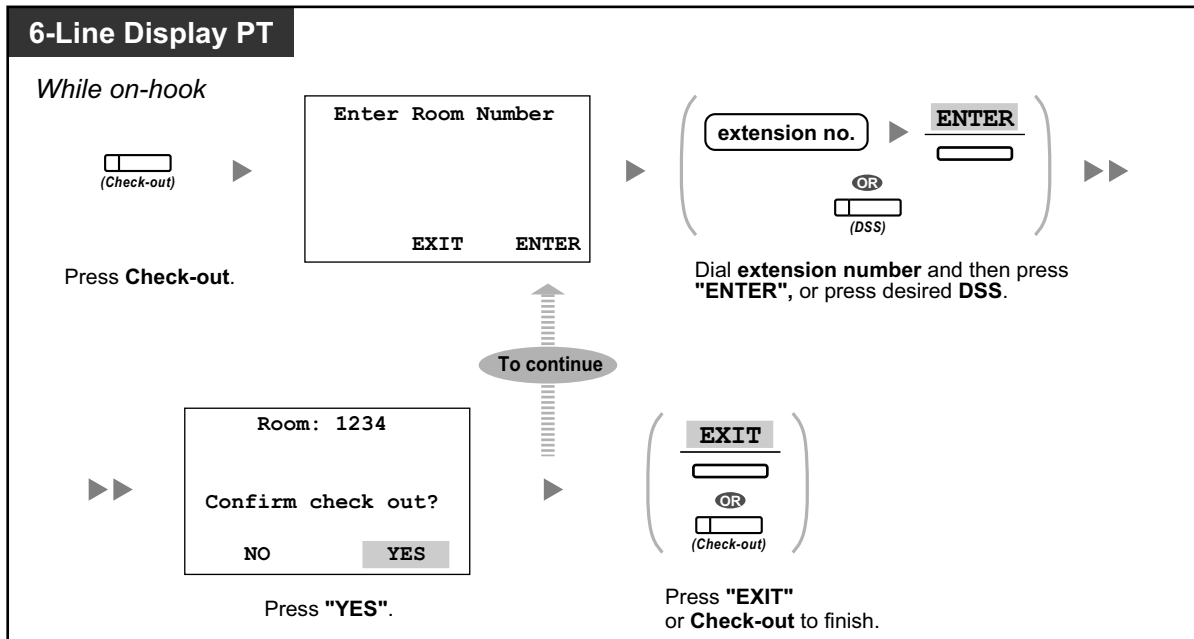 6-Line Display PT
While on-hook
(Check-out)
Press Check-out.
Enter Room Number
EXIT ENTER
extension no.
ENTER
OR
(DSS)
Dial extension number and then press
"ENTER", or press desired DSS.
To continue
Room: 1234
Confirm check out?
NO YES
Press "YES".
EXIT
OR
(Check-out)
Press "EXIT"
or Check-out to finish.